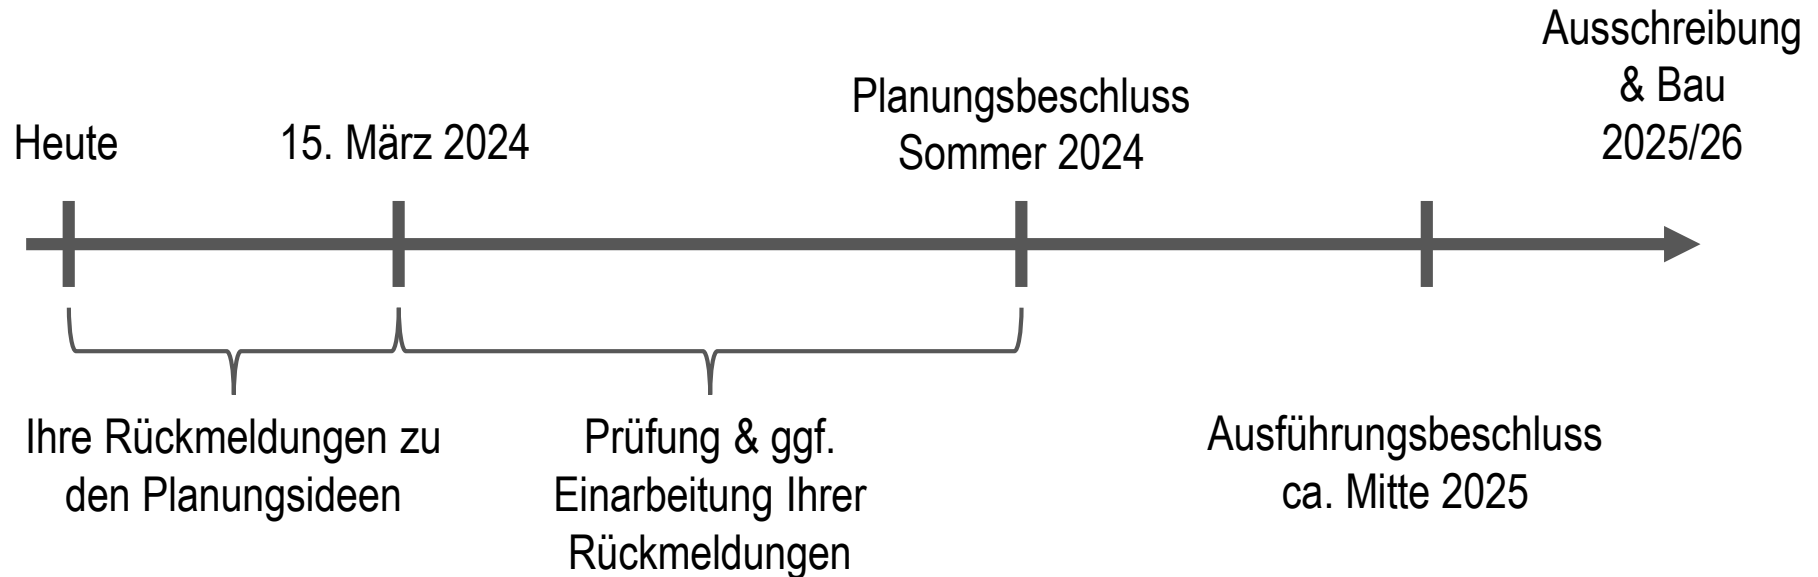 Heute
15. März 2024
Planungsbeschluss
Sommer 2024
Ausschreibung
& Bau
2025/26
Ihre Rückmeldungen zu
den Planungsideen
Prüfung & ggf.
Einarbeitung Ihrer
Rückmeldungen
Ausführungsbeschluss
ca. Mitte 2025